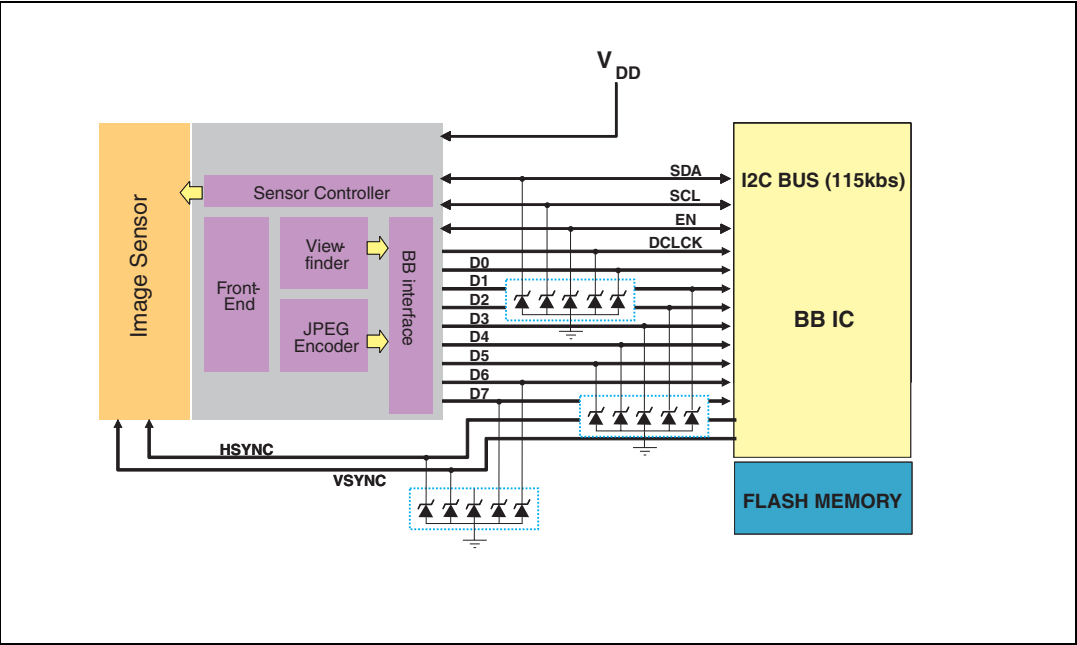 V
DD
Image Sensor
Sensor Controller
Front-
End
View-
finder
JPEG
Encoder
BB interface
SDA
SCL
EN
DCLCK
D0
D1
D2
D3
D4
D5
D6
D7
HSYNC
VSYNC
I2C BUS (115kbs)
BB IC
FLASH MEMORY